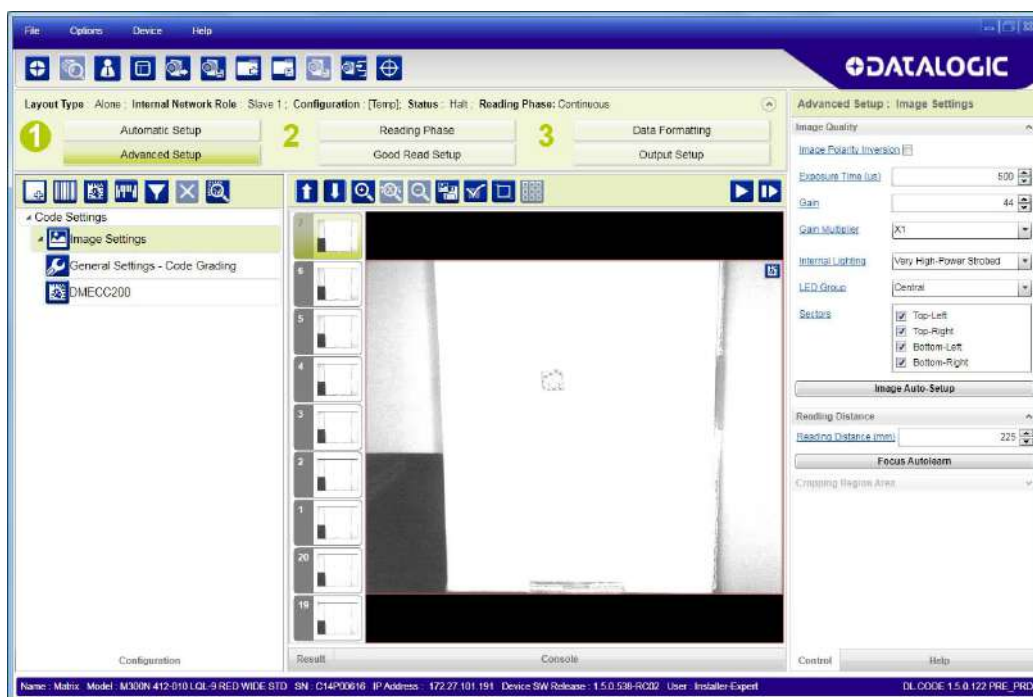 File Options Device Help
DATALOGIC
Layout Type : Alone : Internal Network Role : Slave 1 ; Configuration : [Temp]; Status : Halt : Reading Phase: Continuous
1 Automatic Setup 2 Reading Phase 3 Data Formatting
Advanced Setup Good Read Setup Output Setup
Code Settings
Image Settings
General Settings - Code Grading
DMECC200
Configuration
7
6
5
4
3
2
1
20
19
Result Console
Advanced Setup : Image Settings
Image Quality
Image Polarity Inversion
Exposure Time (us) 500
Gain 44
Gain Multiplier X1
Internal Lighting Very High-Power Strobed
LED Group Central
Sectors Top-Left
Top-Right
Bottom-Left
Bottom-Right
Image Auto-Setup
Reading Distance
Reading Distance (mm) 225
Focus Autolearn
Cropping Region Area
Control Help
Name : Matrix Model : M300N 412-010 LQL-9 RED WIDE STD SN : C14P00616 IP Address : 172.27.101.191 Device SW Release : 1.5.0.538-RC02 User : Installer-Expert DL.CODE 1.5.0.122 PRE_PRO